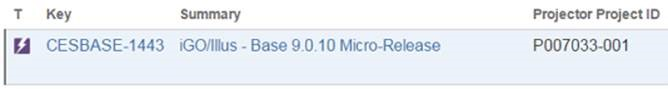 T Key Summary Projector Project ID
CESBASE-1443 iGO/Illus - Base 9.0.10 Micro-Release P007033-001